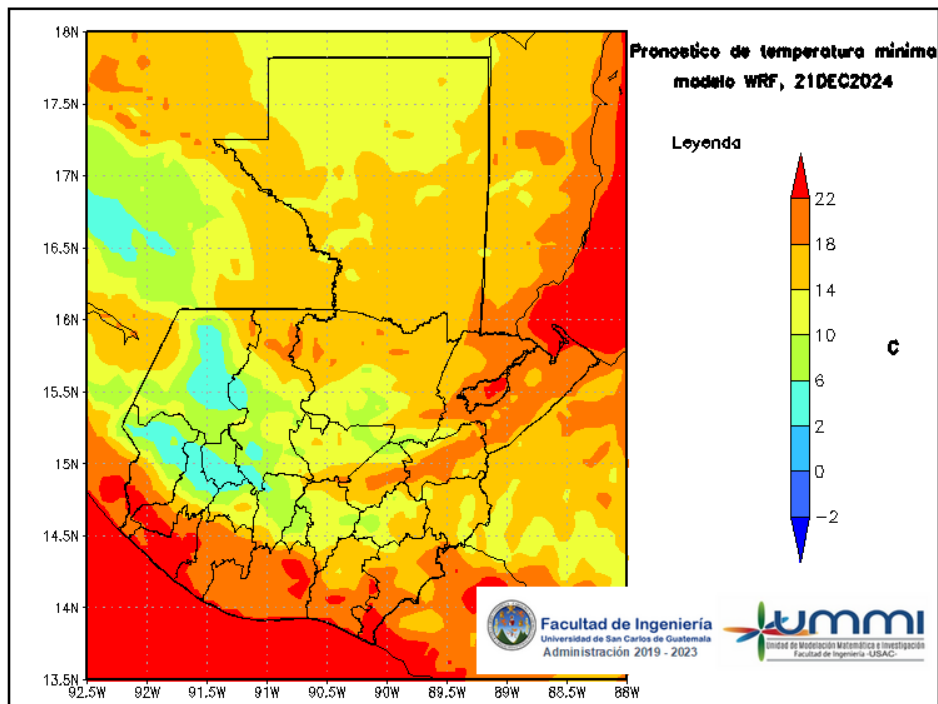 Pronostico de temperatura minima
modelo WRF, 21DEC2024
Leyenda
22
18
14
10
6
2
0
−2
C
18N
17.5N
17N
16.5N
16N
15.5N
15N
14.5N
14N
13.5N
92.5W 92W 91.5W 91W 90.5W 90W 89.5W 89W 88.5W 88W
Facultad de Ingeniería
Universidad de San Carlos de Guatemala
Administración 2019 - 2023
UMMI
Unidad de Modelación Matemática e Investigación
Facultad de Ingeniería -USAC-